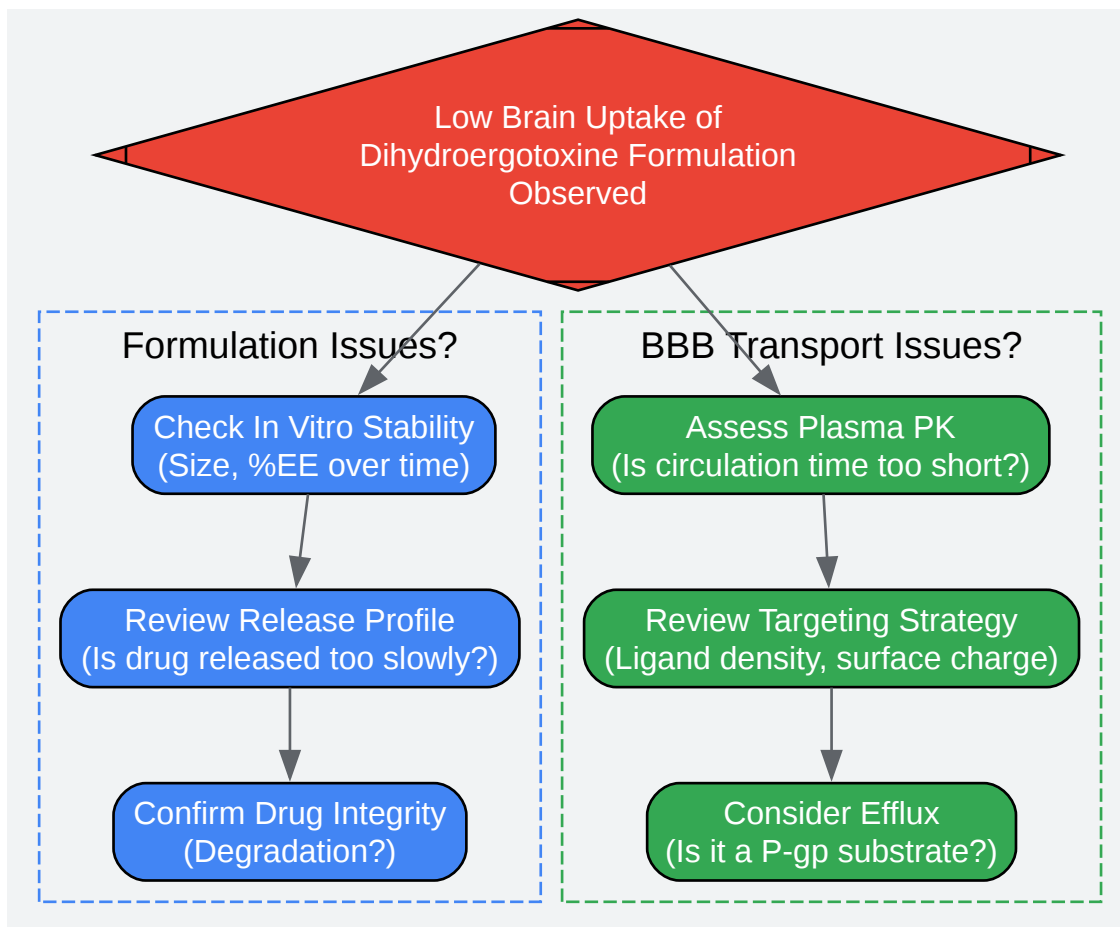 Low Brain Uptake of
Dihydroergotoxine Formulation
Observed
Formulation Issues?
Check In Vitro Stability
(Size, %EE over time)
Review Release Profile
(Is drug released too slowly?)
Confirm Drug Integrity
(Degradation?)
BBB Transport Issues?
Assess Plasma PK
(Is circulation time too short?)
Review Targeting Strategy
(Ligand density, surface charge)
Consider Efflux
(Is it a P-gp substrate?)